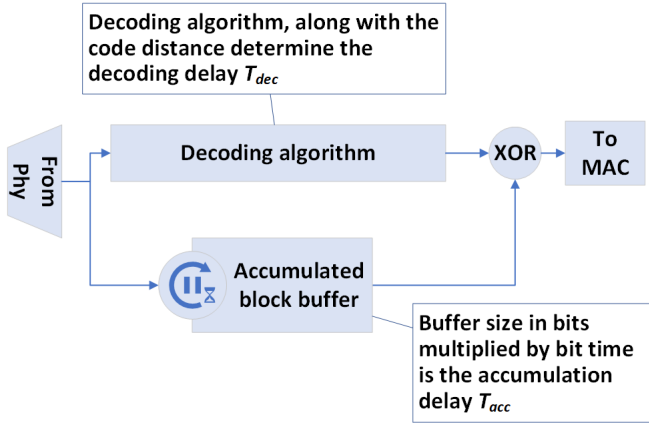 Decoding algorithm, along with the
code distance determine the
decoding delay Tdec
From
Phy
Decoding algorithm
XOR
To
MAC
Accumulated
block buffer
Buffer size in bits
multiplied by bit time
is the accumulation
delay Tacc